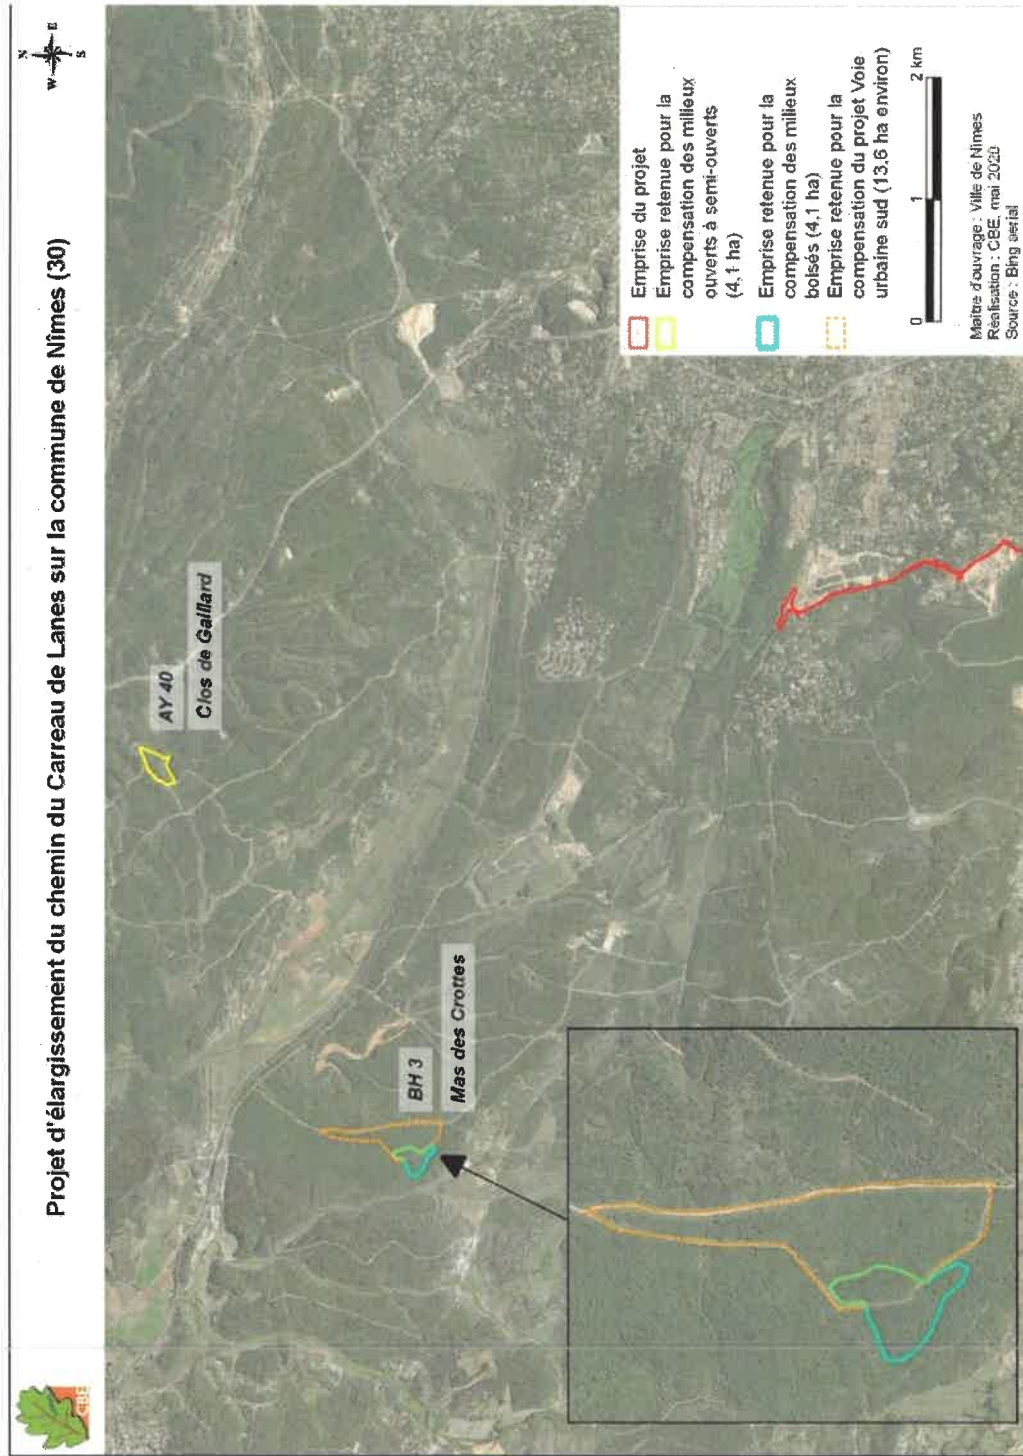 Projet d'élargissement du chemin du Carreau de Lanes sur la commune de Nîmes (30)
N
W
E
S
AY 40
Clos de Gaillard
BH 3
Mas des Crottes
Emprise du projet
Emprise retenue pour la
compensation des milieux
ouverts à semi-ouverts
(4,1 ha)
Emprise retenue pour la
compensation des milieux
boisés (4,1 ha)
Emprise retenue pour la
compensation du projet Voie
urbaine sud (13,6 ha environ)
0
1
2 km
Maître d'ouvrage : Ville de Nîmes
Réalisation : CBE, mai 2020
Source : Bing aerial